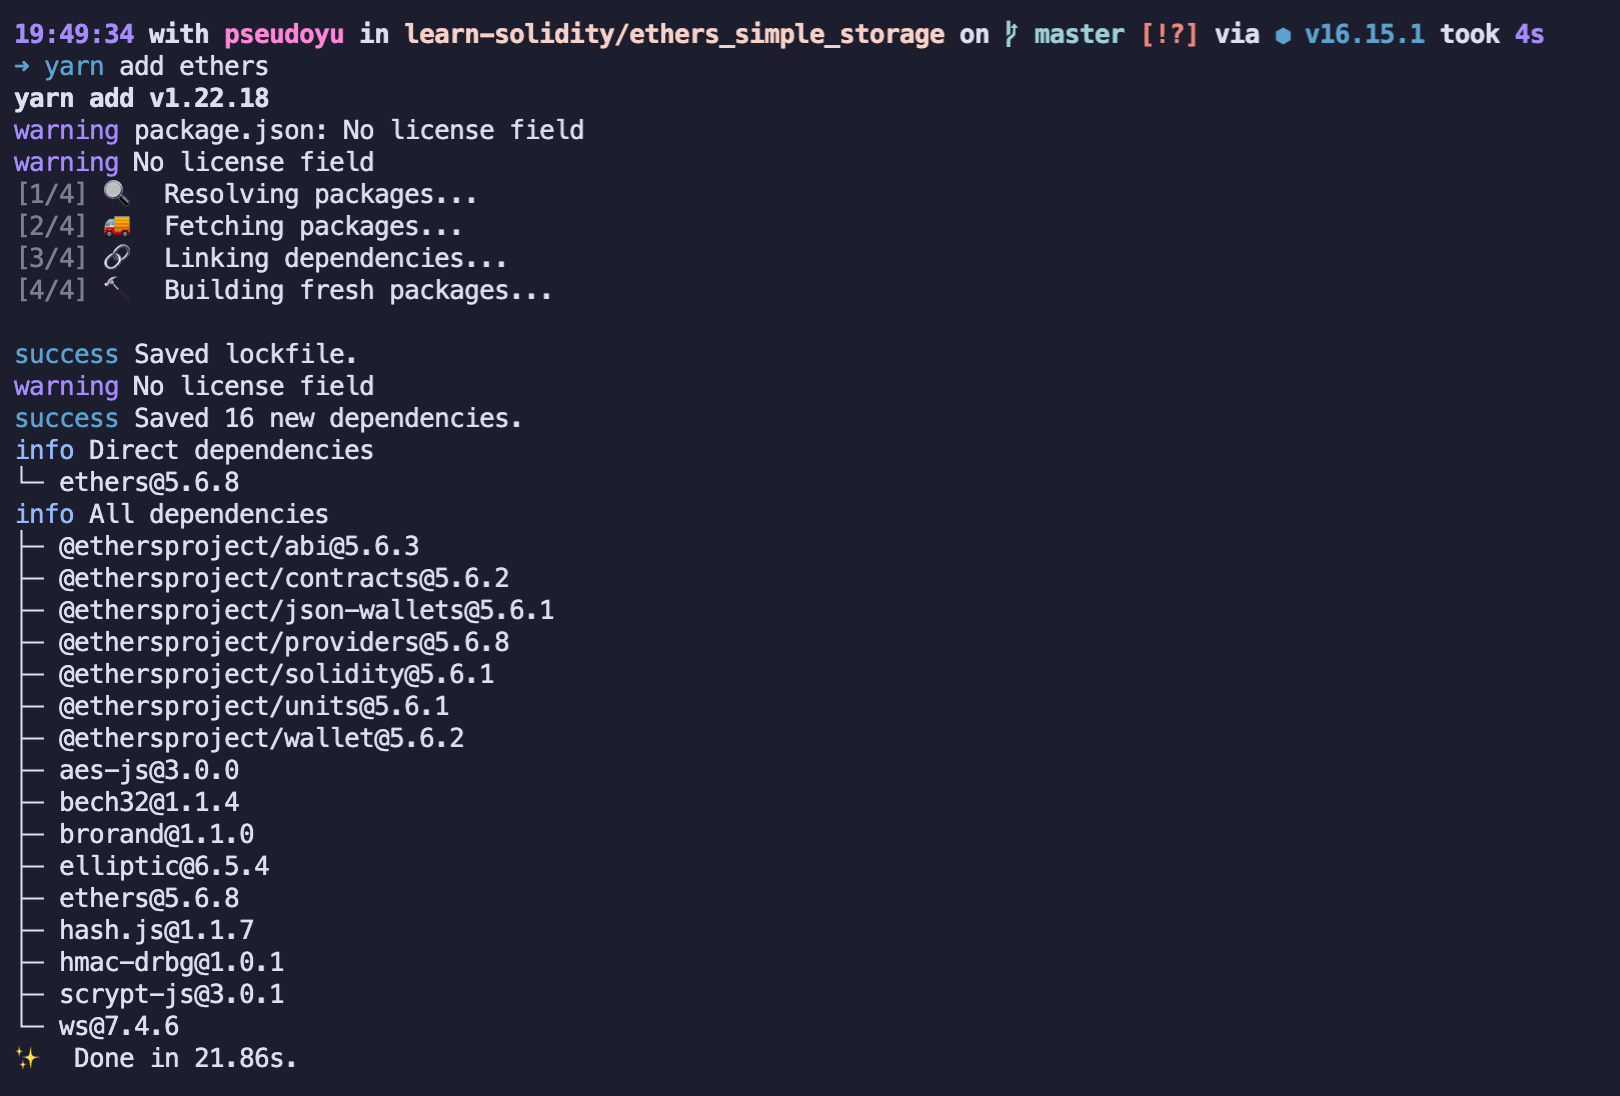 19:49:34 with pseudoyu in learn-solidity/ethers_simple_storage on master [!?] via ⬢ v16.15.1 took 4s
➜ yarn add ethers
yarn add v1.22.18
warning package.json: No license field
warning No license field
[1/4] 🔍 Resolving packages...
[2/4] 🚚 Fetching packages...
[3/4] 🔗 Linking dependencies...
[4/4] 🔨 Building fresh packages...
success Saved lockfile.
warning No license field
success Saved 16 new dependencies.
info Direct dependencies
└─ ethers@5.6.8
info All dependencies
├─ @ethersproject/abi@5.6.3
├─ @ethersproject/contracts@5.6.2
├─ @ethersproject/json-wallets@5.6.1
├─ @ethersproject/providers@5.6.8
├─ @ethersproject/solidity@5.6.1
├─ @ethersproject/units@5.6.1
├─ @ethersproject/wallet@5.6.2
├─ aes-js@3.0.0
├─ bech32@1.1.4
├─ brorand@1.1.0
├─ elliptic@6.5.4
├─ ethers@5.6.8
├─ hash.js@1.1.7
├─ hmac-drbg@1.0.1
├─ scrypt-js@3.0.1
└─ ws@7.4.6
✨ Done in 21.86s.